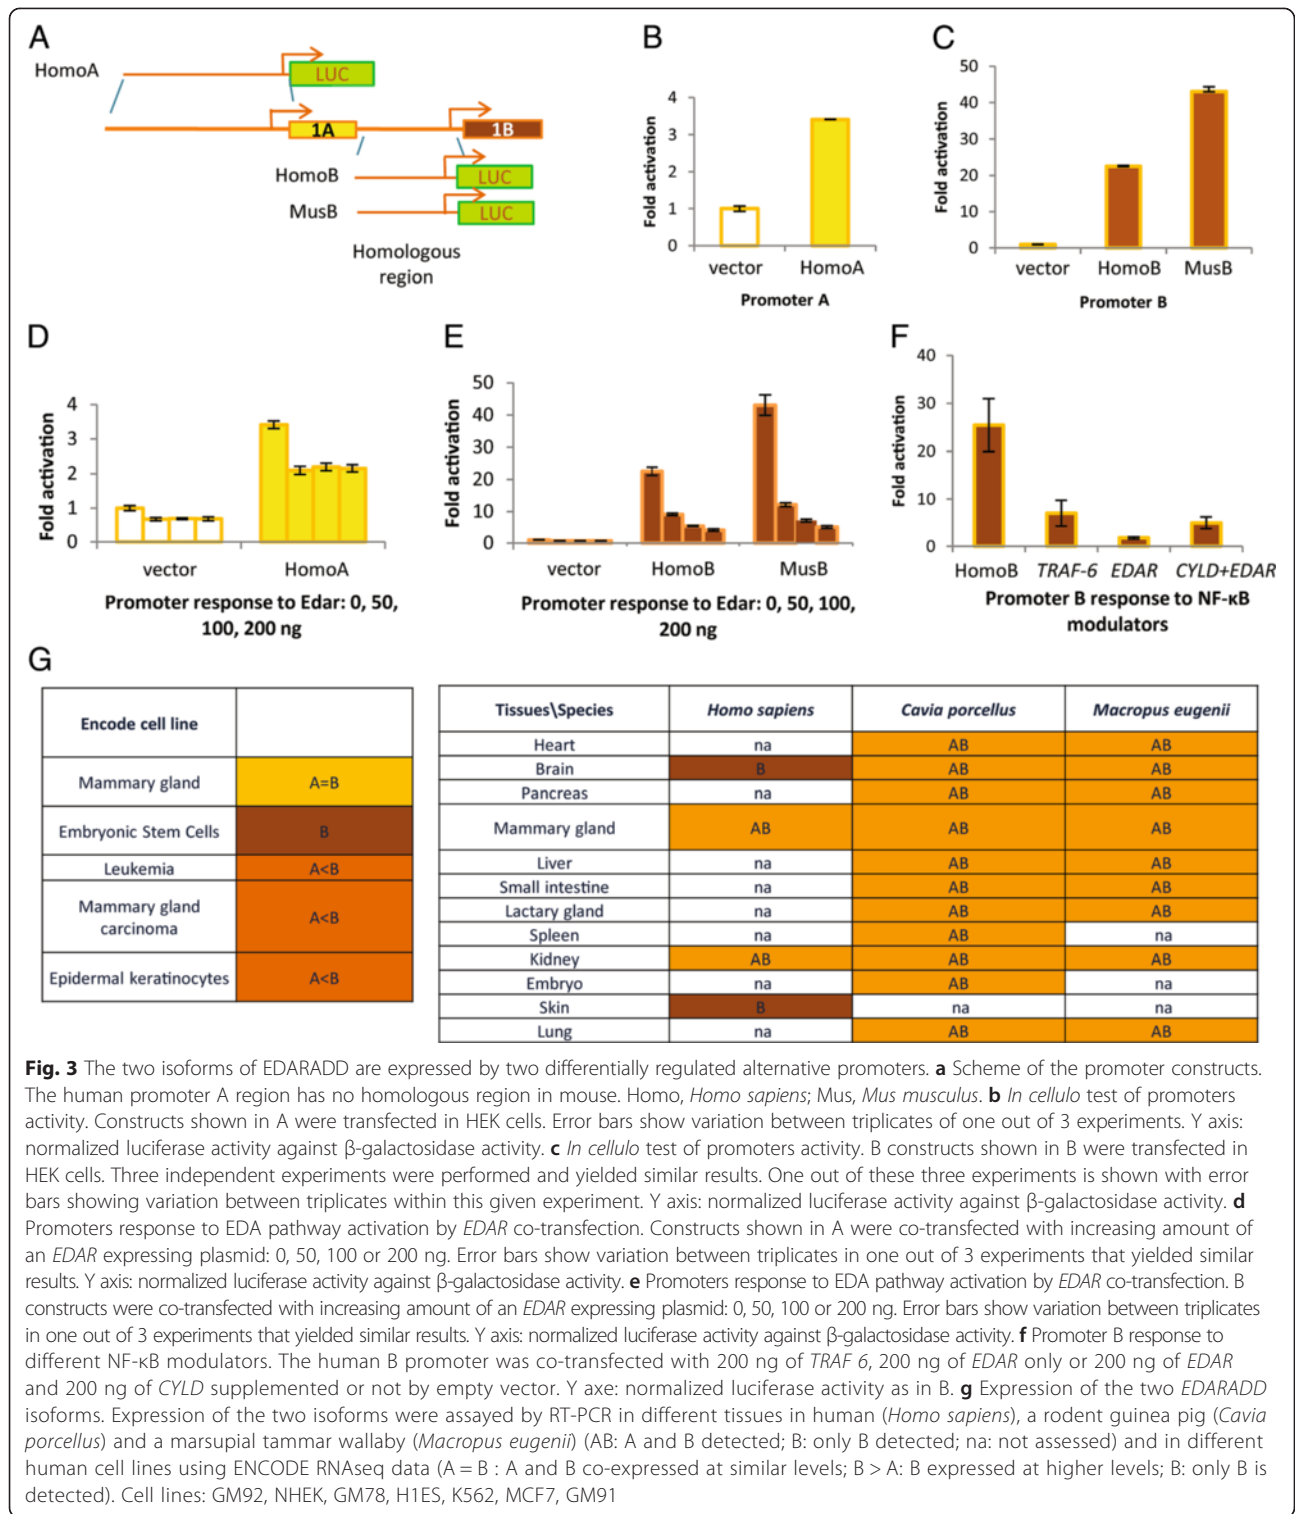 A
HomoA
LUC
1A
1B
HomoB
LUC
MusB
LUC
Homologous
region
B
Fold activation
4
3
2
1
0
vector
HomoA
Promoter A
C
Fold activation
50
40
30
20
10
0
vector
HomoB
MusB
Promoter B
D
Fold activation
4
3
2
1
0
vector
HomoA
Promoter response to Edar: 0, 50,
100, 200 ng
E
Fold activation
50
40
30
20
10
0
vector
HomoB
MusB
Promoter response to Edar: 0, 50, 100,
200 ng
F
Fold activation
40
30
20
10
0
HomoB
TRAF-6
EDAR
CYLD+EDAR
Promoter B response to NF-κB
modulators
G
Encode cell line
Mammary gland A=B
Embryonic Stem Cells B
Leukemia A<B
Mammary gland
carcinoma A<B
Epidermal keratinocytes A<B
Tissues\Species Homo sapiens Cavia porcellus Macropus eugenii
Heart na AB AB
Brain B AB AB
Pancreas na AB AB
Mammary gland AB AB AB
Liver na AB AB
Small intestine na AB AB
Lactary gland na AB AB
Spleen na AB na
Kidney AB AB AB
Embryo na AB na
Skin B na na
Lung na AB AB
Fig. 3 The two isoforms of EDARADD are expressed by two differentially regulated alternative promoters. a Scheme of the promoter constructs.
The human promoter A region has no homologous region in mouse. Homo, Homo sapiens; Mus, Mus musculus. b In cellulo test of promoters
activity. Constructs shown in A were transfected in HEK cells. Error bars show variation between triplicates of one out of 3 experiments. Y axis:
normalized luciferase activity against β-galactosidase activity. c In cellulo test of promoters activity. B constructs shown in B were transfected in
HEK cells. Three independent experiments were performed and yielded similar results. One out of these three experiments is shown with error
bars showing variation between triplicates within this given experiment. Y axis: normalized luciferase activity against β-galactosidase activity. d
Promoters response to EDA pathway activation by EDAR co-transfection. Constructs shown in A were co-transfected with increasing amount of
an EDAR expressing plasmid: 0, 50, 100 or 200 ng. Error bars show variation between triplicates in one out of 3 experiments that yielded similar
results. Y axis: normalized luciferase activity against β-galactosidase activity. e Promoters response to EDA pathway activation by EDAR co-transfection. B
constructs were co-transfected with increasing amount of an EDAR expressing plasmid: 0, 50, 100 or 200 ng. Error bars show variation between triplicates
in one out of 3 experiments that yielded similar results. Y axis: normalized luciferase activity against β-galactosidase activity. f Promoter B response to
different NF-κB modulators. The human B promoter was co-transfected with 200 ng of TRAF 6, 200 ng of EDAR only or 200 ng of EDAR
and 200 ng of CYLD supplemented or not by empty vector. Y axe: normalized luciferase activity as in B. g Expression of the two EDARADD
isoforms. Expression of the two isoforms were assayed by RT-PCR in different tissues in human (Homo sapiens), a rodent guinea pig (Cavia
porcellus) and a marsupial tammar wallaby (Macropus eugenii) (AB: A and B detected; B: only B detected; na: not assessed) and in different
human cell lines using ENCODE RNAseq data (A = B : A and B co-expressed at similar levels; B > A: B expressed at higher levels; B: only B is
detected). Cell lines: GM92, NHEK, GM78, H1ES, K562, MCF7, GM91